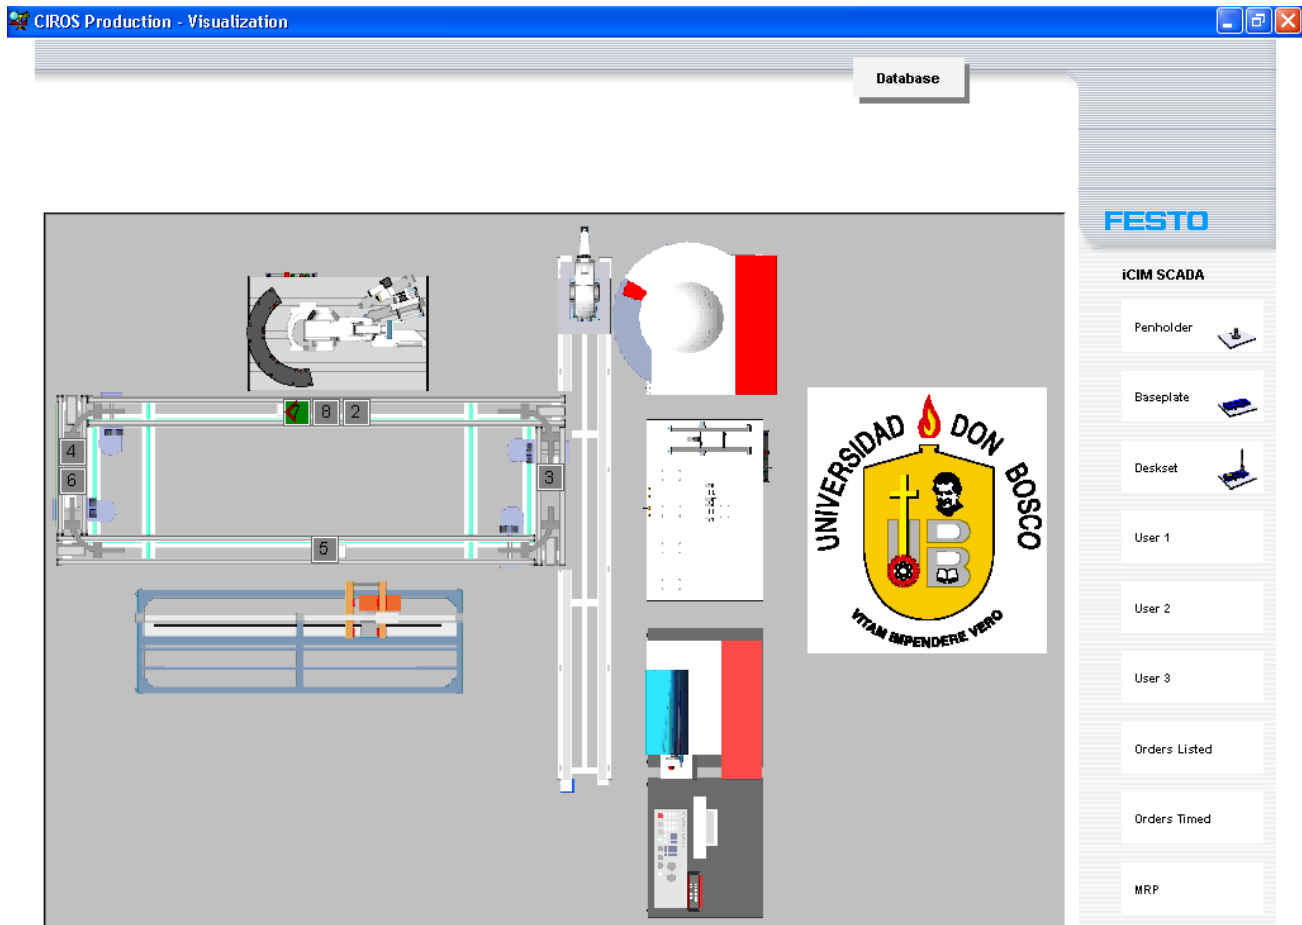 CIROS Production - Visualization
Database
FESTO
iCIM SCADA
Penholder
Baseplate
Deskset
User 1
User 2
User 3
Orders Listed
Orders Timed
MRP
7 8 2
4
6
3
5
UNIVERSIDAD DON BOSCO
UDB
VITAM IMPENDERE VERO